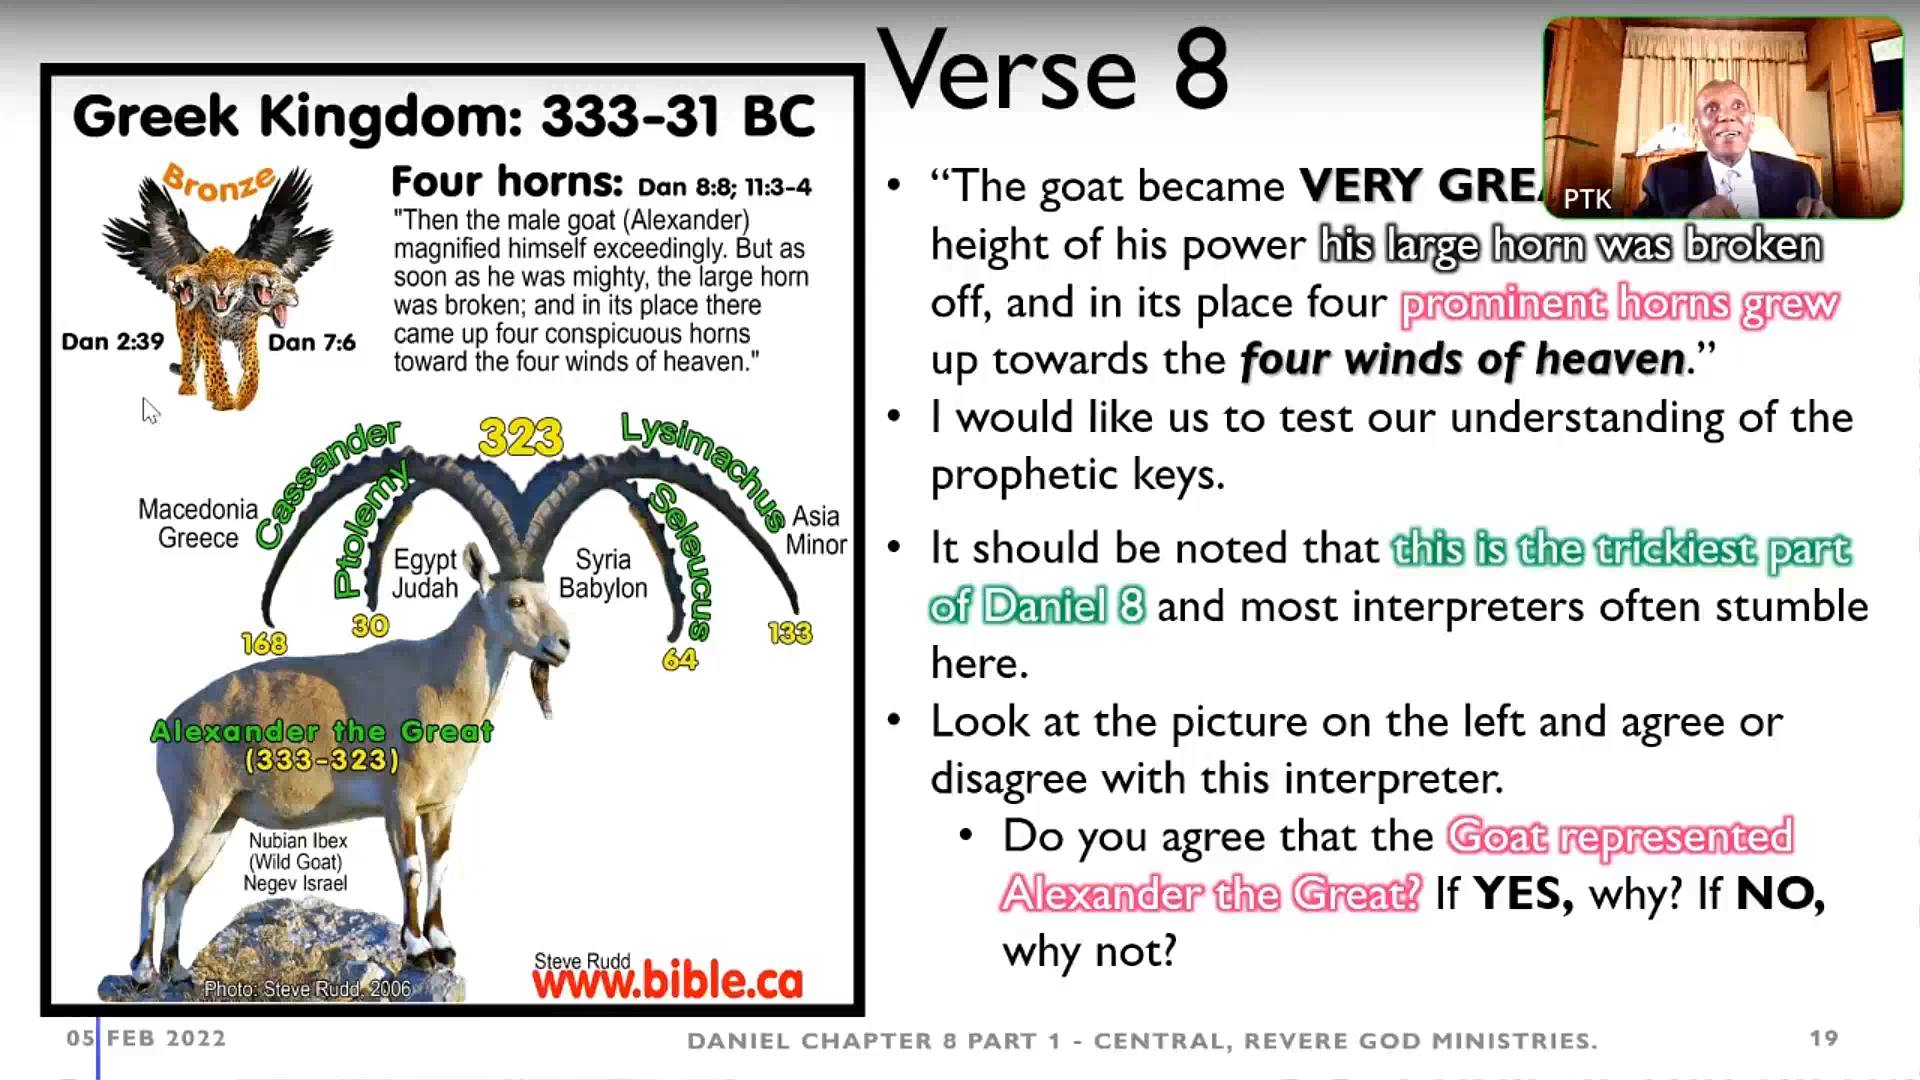 Verse 8
Greek Kingdom: 333-31 BC
Bronze
Four horns: Dan 8:8; 11:3-4
"Then the male goat (Alexander)
magnified himself exceedingly. But as
soon as he was mighty, the large horn
was broken; and in its place there
came up four conspicuous horns
toward the four winds of heaven."
Dan 2:39
Dan 7:6
323
Cassander
Ptolemy
Lysimachus
Seleucus
Macedonia
Greece
Egypt
Judah
Syria
Babylon
Asia
Minor
168
30
64
133
Alexander the Great
(333-323)
Nubian Ibex
(Wild Goat)
Negev Israel
Photo: Steve Rudd, 2006
Steve Rudd
www.bible.ca
PTK
• “The goat became VERY
height of his power his large horn was broken
off, and in its place four prominent horns grew
up towards the four winds of heaven.”
• I would like us to test our understanding of the
prophetic keys.
• It should be noted that this is the trickiest part
of Daniel 8 and most interpreters often stumble
here.
• Look at the picture on the left and agree or
disagree with this interpreter.
• Do you agree that the Goat represented
Alexander the Great? If YES, why? If NO,
why not?
05 FEB 2022
DANIEL CHAPTER 8 PART 1 - CENTRAL, REVERE GOD MINISTRIES.
19